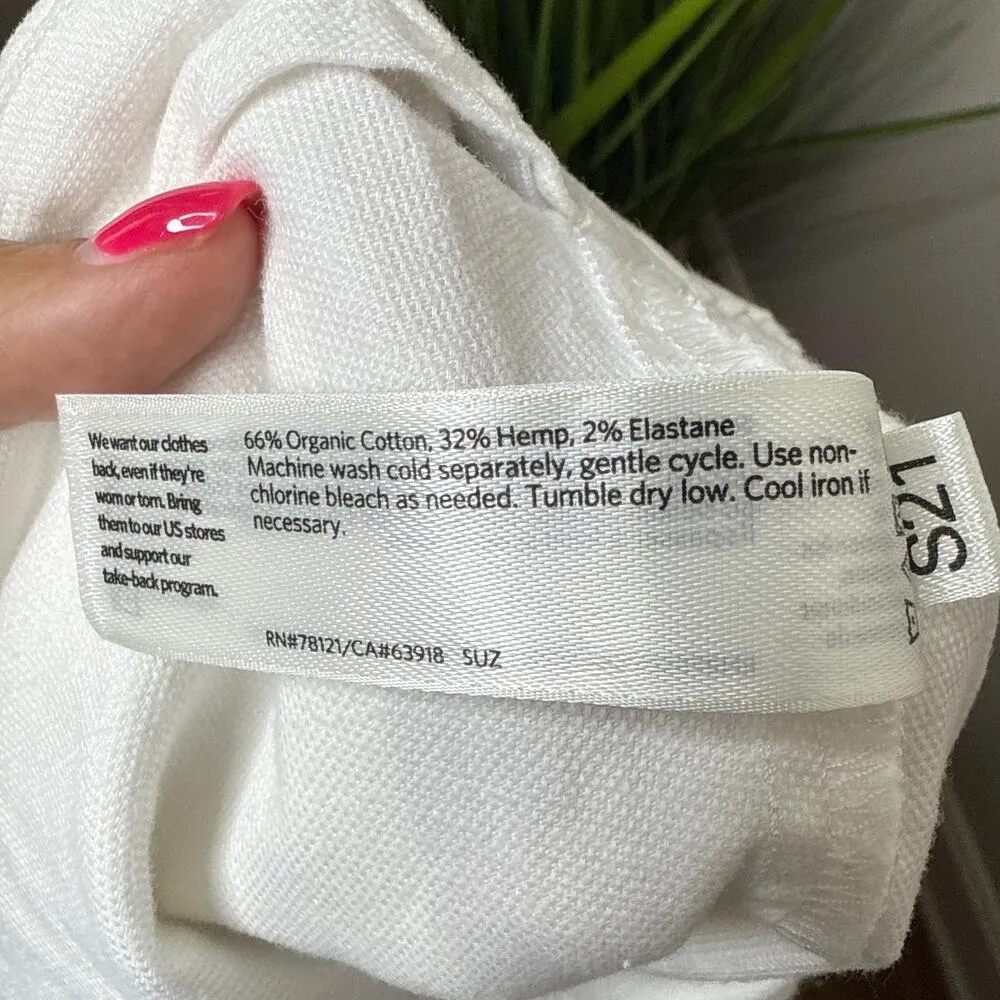 We want our clothes
back, even if they're
worn or torn. Bring
them to our US stores
and support our
take-back program.
66% Organic Cotton, 32% Hemp, 2% Elastane
Machine wash cold separately, gentle cycle. Use non-
chlorine bleach as needed. Tumble dry low. Cool iron if
necessary.
RN#78121/CA#63918 SUZ